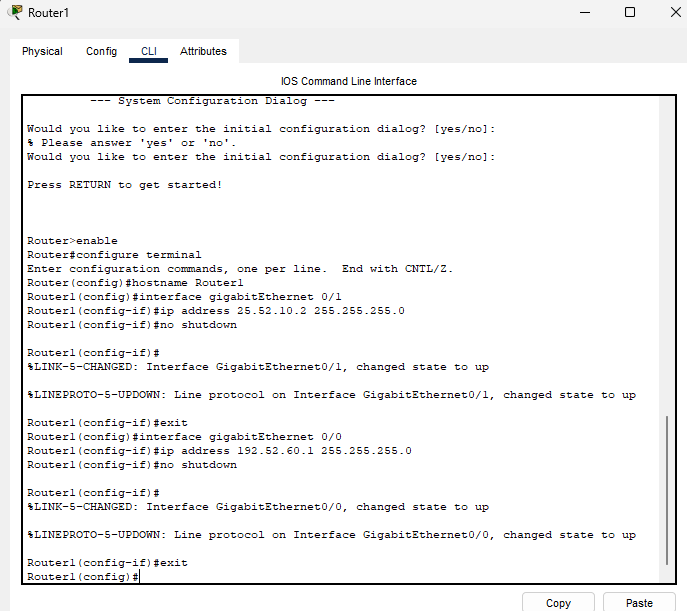 Router1
Physical Config CLI Attributes
IOS Command Line Interface
--- System Configuration Dialog ---
Would you like to enter the initial configuration dialog? [yes/no]:
% Please answer 'yes' or 'no'.
Would you like to enter the initial configuration dialog? [yes/no]:
Press RETURN to get started!
Router>enable
Router#configure terminal
Enter configuration commands, one per line.  End with CNTL/Z.
Router(config)#hostname Router1
Router1(config)#interface gigabitEthernet 0/1
Router1(config-if)#ip address 25.52.10.2 255.255.255.0
Router1(config-if)#no shutdown
Router1(config-if)#
%LINK-5-CHANGED: Interface GigabitEthernet0/1, changed state to up
%LINEPROTO-5-UPDOWN: Line protocol on Interface GigabitEthernet0/1, changed state to up
Router1(config-if)#exit
Router1(config)#interface gigabitEthernet 0/0
Router1(config-if)#ip address 192.52.60.1 255.255.255.0
Router1(config-if)#no shutdown
Router1(config-if)#
%LINK-5-CHANGED: Interface GigabitEthernet0/0, changed state to up
%LINEPROTO-5-UPDOWN: Line protocol on Interface GigabitEthernet0/0, changed state to up
Router1(config-if)#exit
Router1(config)#
Copy Paste